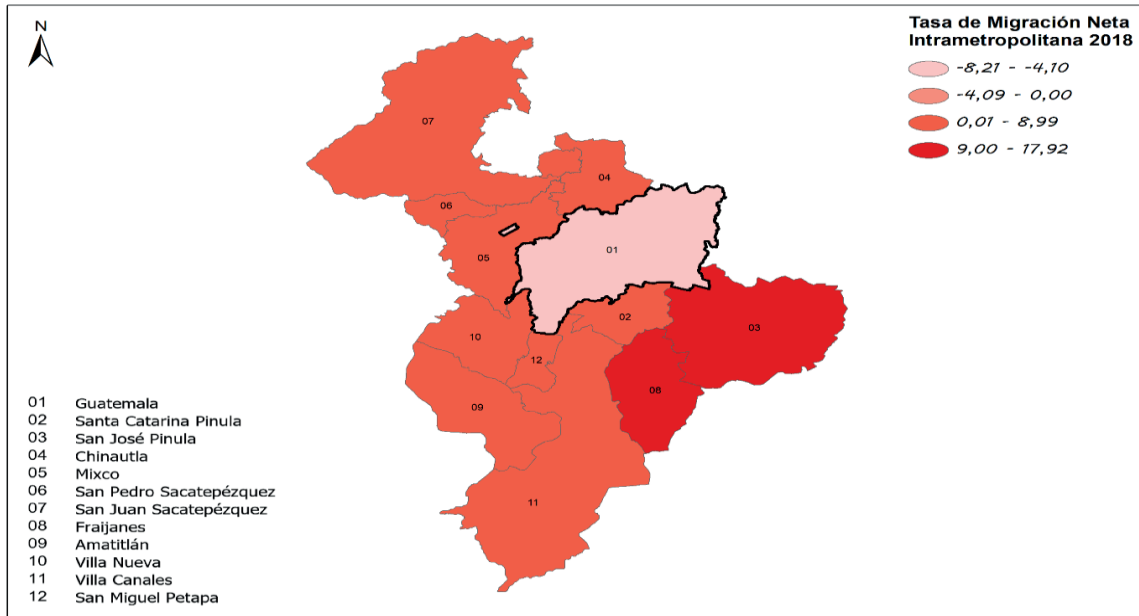 N
Tasa de Migración Neta
Intrametropolitana 2018
-8,21 - -4,10
-4,09 - 0,00
0,01 - 8,99
9,00 - 17,92
07
04
06
01
05
02
03
10
12
08
09
11
01 Guatemala
02 Santa Catarina Pinula
03 San José Pinula
04 Chinautla
05 Mixco
06 San Pedro Sacatepézquez
07 San Juan Sacatepézquez
08 Fraijanes
09 Amatitlán
10 Villa Nueva
11 Villa Canales
12 San Miguel Petapa